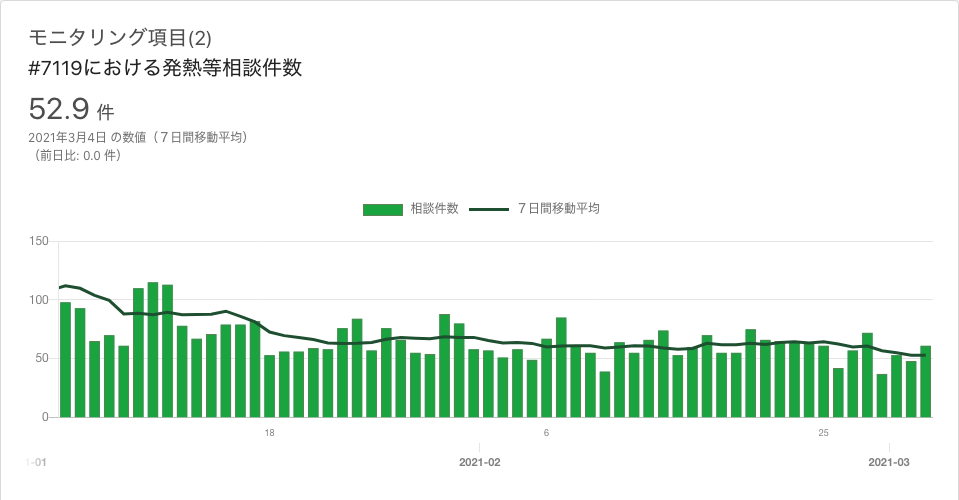 モニタリング項目(2)
#7119における発熱等相談件数
52.9 件
2021年3月4日 の数値（７日間移動平均）
（前日比: 0.0 件）
相談件数 ７日間移動平均
150
100
50
0
18 6 25
-01 2021-02 2021-03